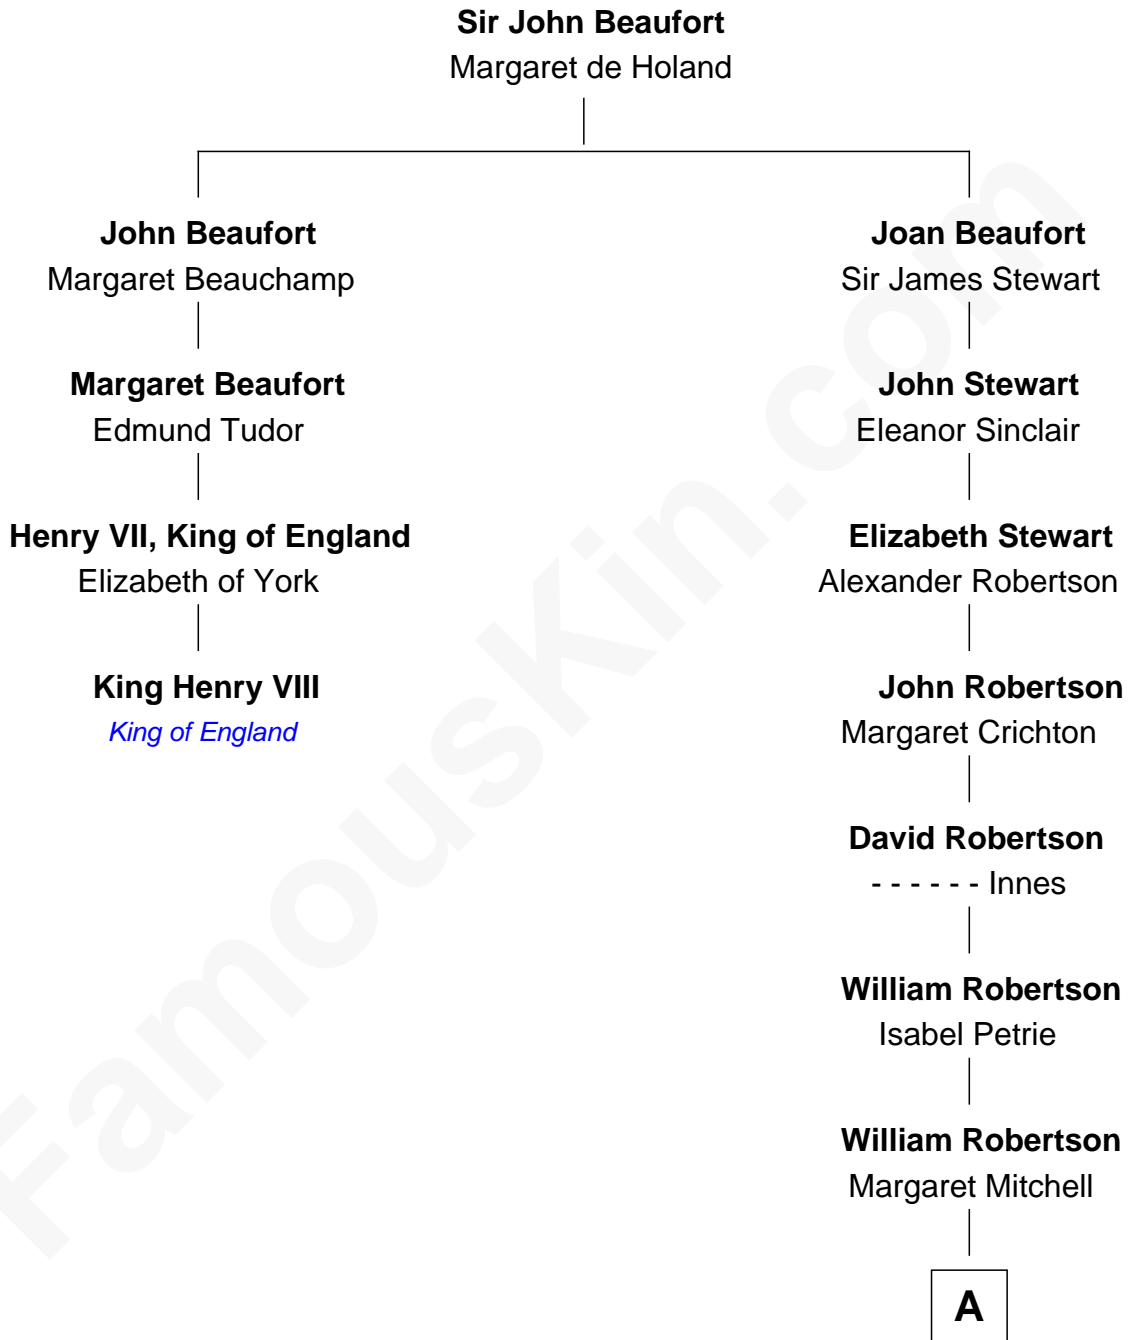 Sir John Beaufort
Margaret de Holand
John Beaufort
Margaret Beauchamp
Margaret Beaufort
Edmund Tudor
Henry VII, King of England
Elizabeth of York
King Henry VIII
King of England
Joan Beaufort
Sir James Stewart
John Stewart
Eleanor Sinclair
Elizabeth Stewart
Alexander Robertson
John Robertson
Margaret Crichton
David Robertson
- - - - - - Innes
William Robertson
Isabel Petrie
William Robertson
Margaret Mitchell
A
FamousKin.com